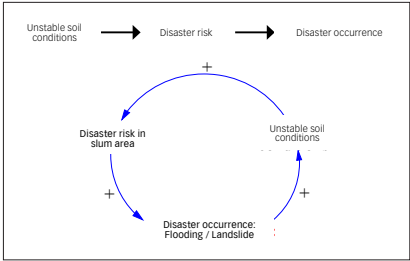 Unstable soil
conditions
Disaster risk
Disaster occurrence
+
Disaster risk in
slum area
Unstable soil
conditions
+
+
Disaster occurrence:
Flooding / Landslide